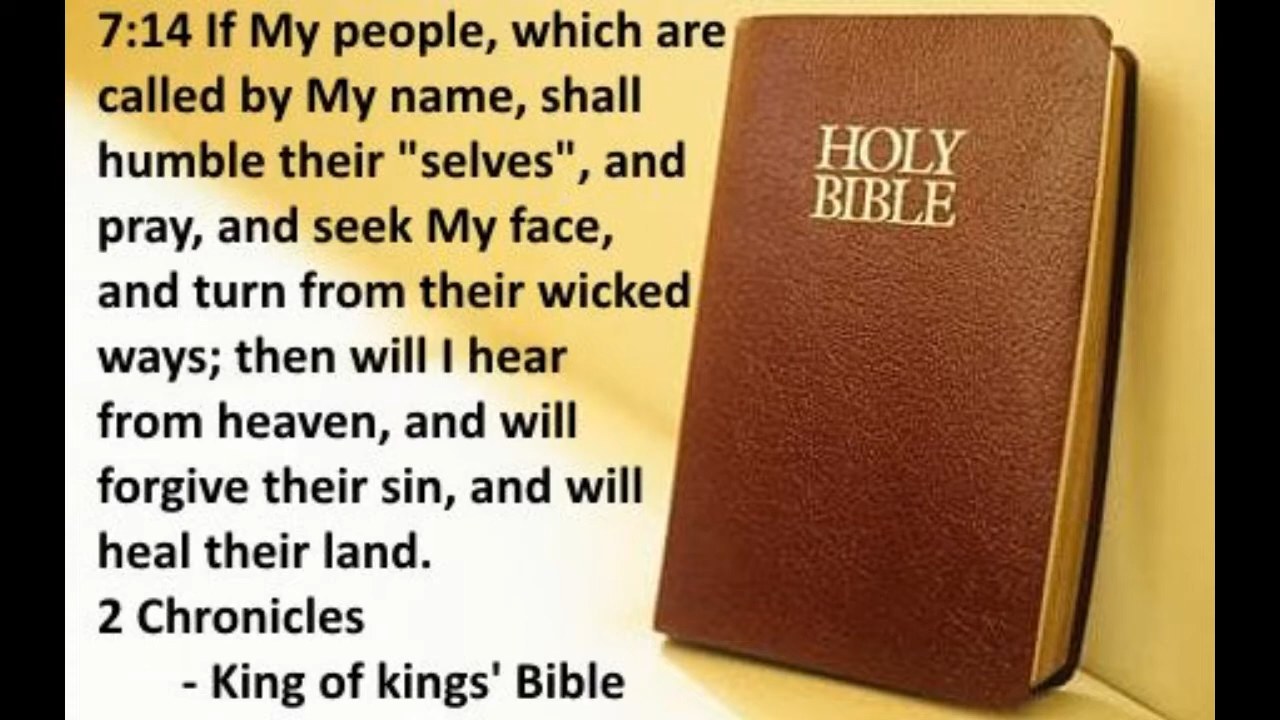 7:14 If My people, which are
called by My name, shall
humble their "selves", and
pray, and seek My face,
and turn from their wicked
ways; then will I hear
from heaven, and will
forgive their sin, and will
heal their land.
2 Chronicles
- King of kings' Bible
HOLY
BIBLE